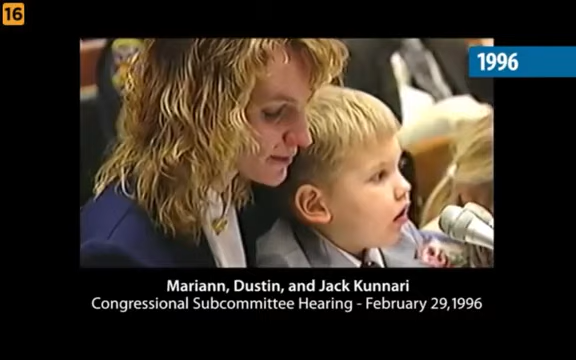 16
1996
Mariann, Dustin, and Jack Kunnari
Congressional Subcommittee Hearing - February 29,1996